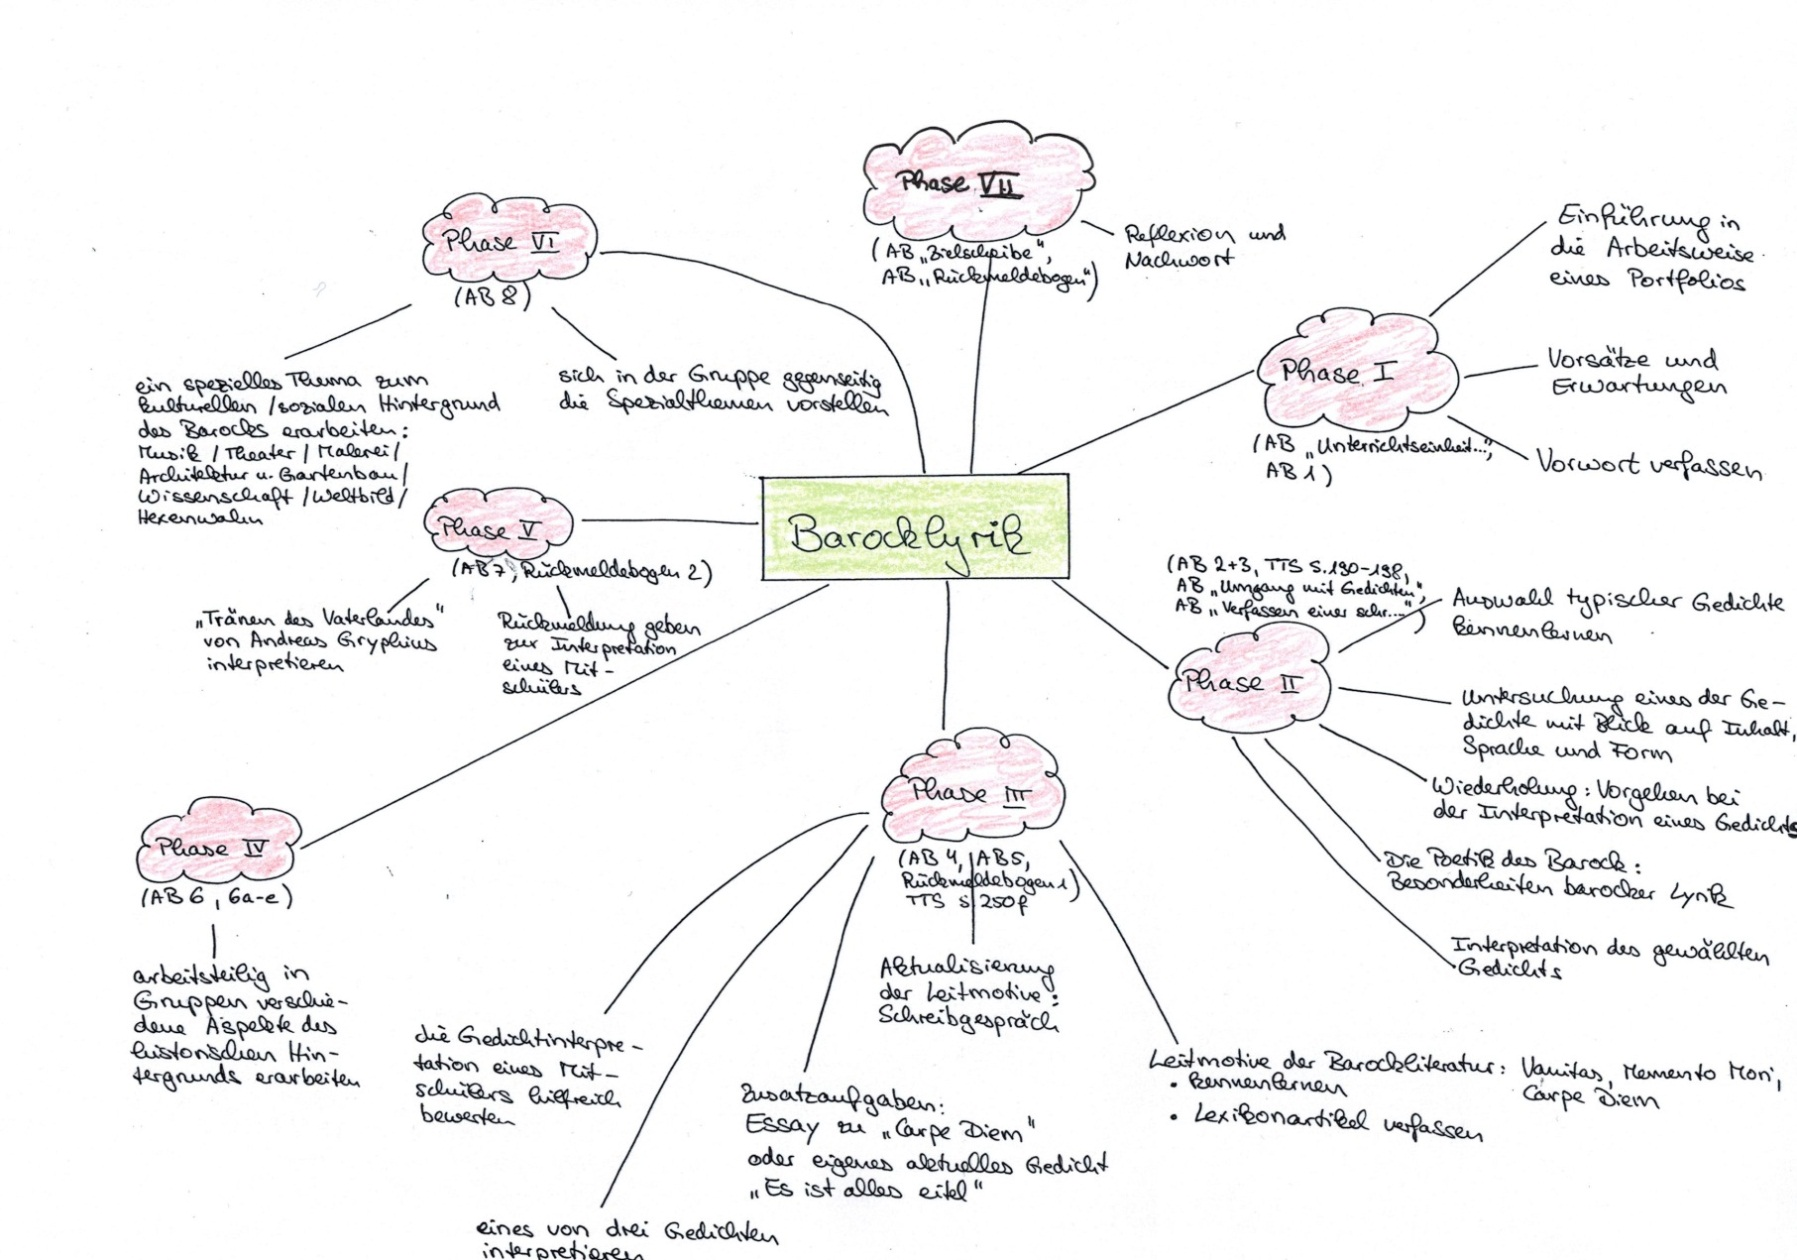 Phase VII
(AB „Zielscheibe",
AB „Rückmeldebogen")
Reflexion und
Nachwort
Phase VI
(AB 8)
ein spezielles Thema zum
kulturellen / sozialen Hintergrund
des Barocks erarbeiten:
Musik / Theater / Malerei /
Architektur u. Gartenbau /
Wissenschaft / Weltbild /
Hexenwahn
sich in der Gruppe gegenseitig
die Spezialthemen vorstellen
Einführung in
die Arbeitsweise
eines Portfolios
Phase I
(AB „Unterrichtseinheit...",
AB 1)
Vorsätze und
Erwartungen
Vorwort verfassen
Barocklyrik
Phase V
(AB 7, Rückmeldebogen 2)
„Tränen des Vaterlandes"
von Andreas Gryphius
interpretieren
Rückmeldung geben
zur Interpretation
eines Mit-
schülers
(AB 2+3, TTS S. 190-198,
AB „Umgang mit Gedichten",
AB „Verfassen einer schr....")
Phase II
Auswahl typischer Gedichte
kennenlernen
Untersuchung eines der Ge-
dichte mit Blick auf Inhalt,
Sprache und Form
Wiederholung: Vorgehen bei
der Interpretation eines Gedichts
Die Poetik des Barock:
Besonderheiten barocker Lyrik
Interpretation des gewählten
Gedichts
Phase III
(AB 4, AB 5,
Rückmeldebogen 1)
TTS S. 250f
Phase IV
(AB 6, 6a-e)
arbeitsteilig in
Gruppen verschie-
dene Aspekte des
historischen Hin-
tergrunds erarbeiten
die Gedichtinterpre-
tation eines Mit-
schülers hilfreich
bewerten
eines von drei Gedichten
interpretieren
Zusatzaufgaben:
Essay zu „Carpe Diem"
oder eigenes aktuelles Gedicht
„Es ist alles eitel"
Aktualisierung
der Leitmotive:
Schreibgespräch
Leitmotive der Barockliteratur: Vanitas, Memento Mori,
Carpe Diem
• kennenlernen
• Lexikonartikel verfassen